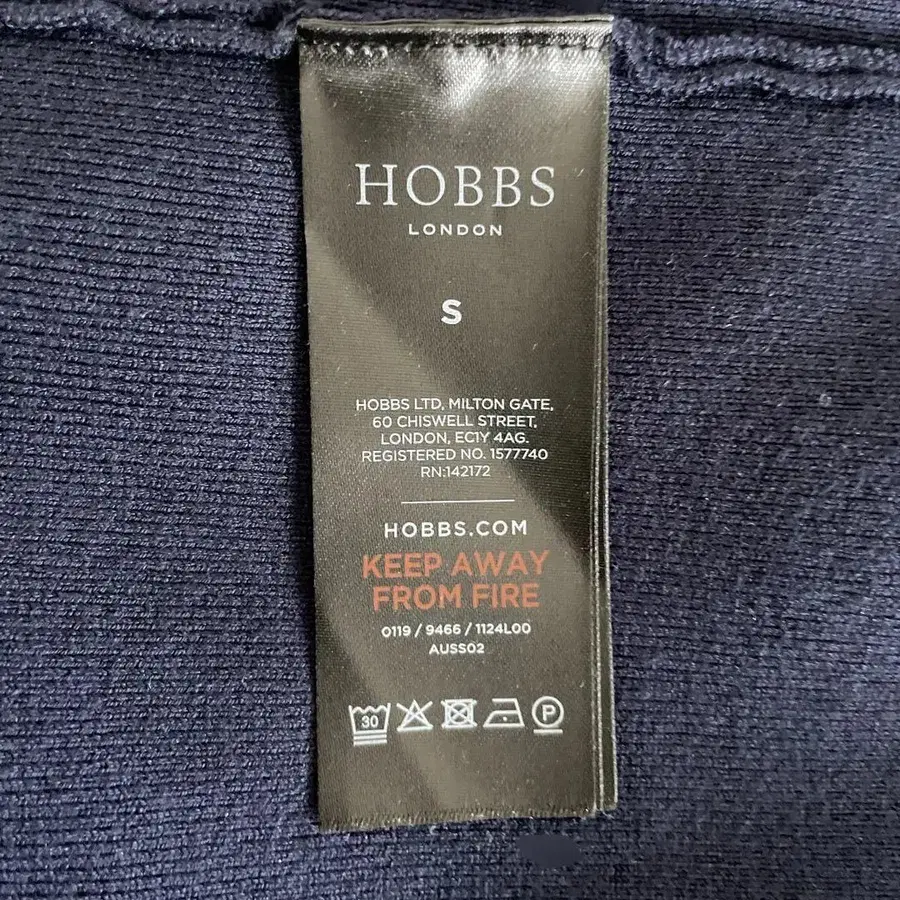 HOBBS
LONDON
S
HOBBS LTD, MILTON GATE,
60 CHISWELL STREET,
LONDON, EC1Y 4AG.
REGISTERED NO. 1577740
RN:142172
HOBBS.COM
KEEP AWAY
FROM FIRE
0119 / 9466 / 1124L00
AUSS02
30 P